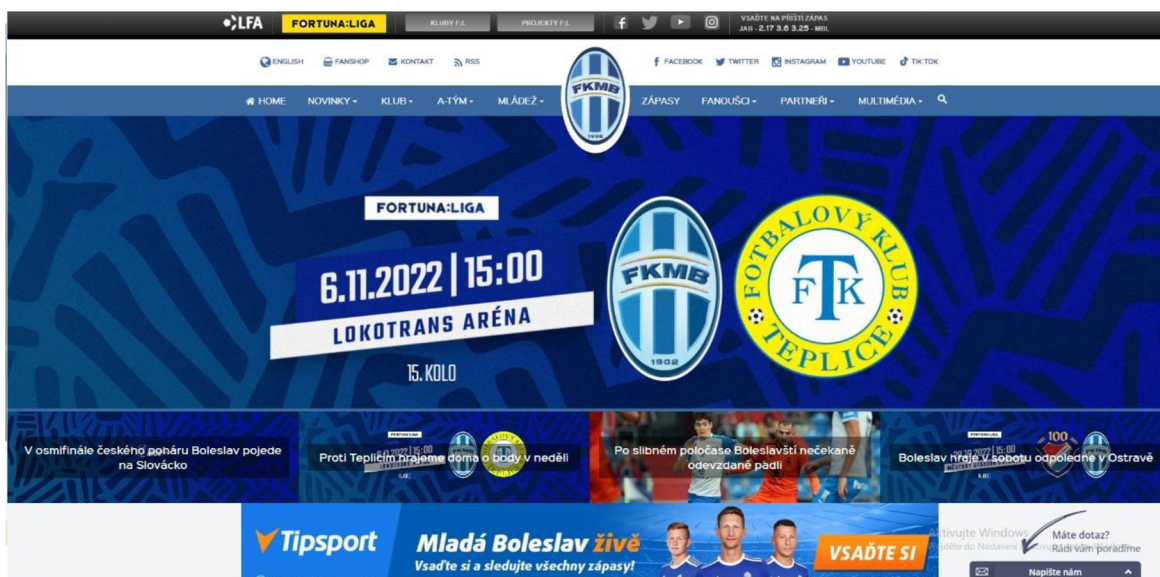 LFA
FORTUNA:LIGA
KLUBY F:L
PROJEKTY F:L
VSAĎTE NA PŘÍŠTÍ ZÁPAS
JAB - 2.17 3.6 3.25 - MBL
ENGLISH FANSHOP KONTAKT RSS
FACEBOOK TWITTER INSTAGRAM YOUTUBE TIK TOK
HOME NOVINKY KLUB A-TÝM MLÁDEŽ
FKMB
1902
ZÁPASY FANOUŠCI PARTNEŘI MULTIMÉDIA
FORTUNA:LIGA
6.11.2022 | 15:00
LOKOTRANS ARÉNA
15. KOLO
FKMB
1902
FOTBALOVÝ KLUB
FTK
TEPLICE
V osmifinále českého poháru Boleslav pojede
na Slovácko
Proti Teplicím hrajeme doma o body v neděli
Po slibném poločase Boleslavští nečekaně
odevzdaně padli
100
Boleslav hraje v sobotu odpoledne v Ostravě
Tipsport
Mladá Boleslav živě
Vsaďte si a sledujte všechny zápasy!
VSAĎTE SI
Aktivujte Windows
Máte dotaz?
Rádi vám poradíme
Napište nám